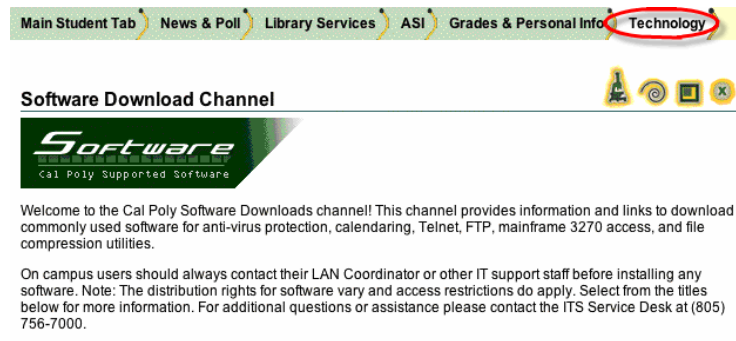 Main Student Tab News & Poll Library Services ASI Grades & Personal Info Technology
Software Download Channel
Software
Cal Poly Supported Software
Welcome to the Cal Poly Software Downloads channel! This channel provides information and links to download
commonly used software for anti-virus protection, calendaring, Telnet, FTP, mainframe 3270 access, and file
compression utilities.
On campus users should always contact their LAN Coordinator or other IT support staff before installing any
software. Note: The distribution rights for software vary and access restrictions do apply. Select from the titles
below for more information. For additional questions or assistance please contact the ITS Service Desk at (805)
756-7000.